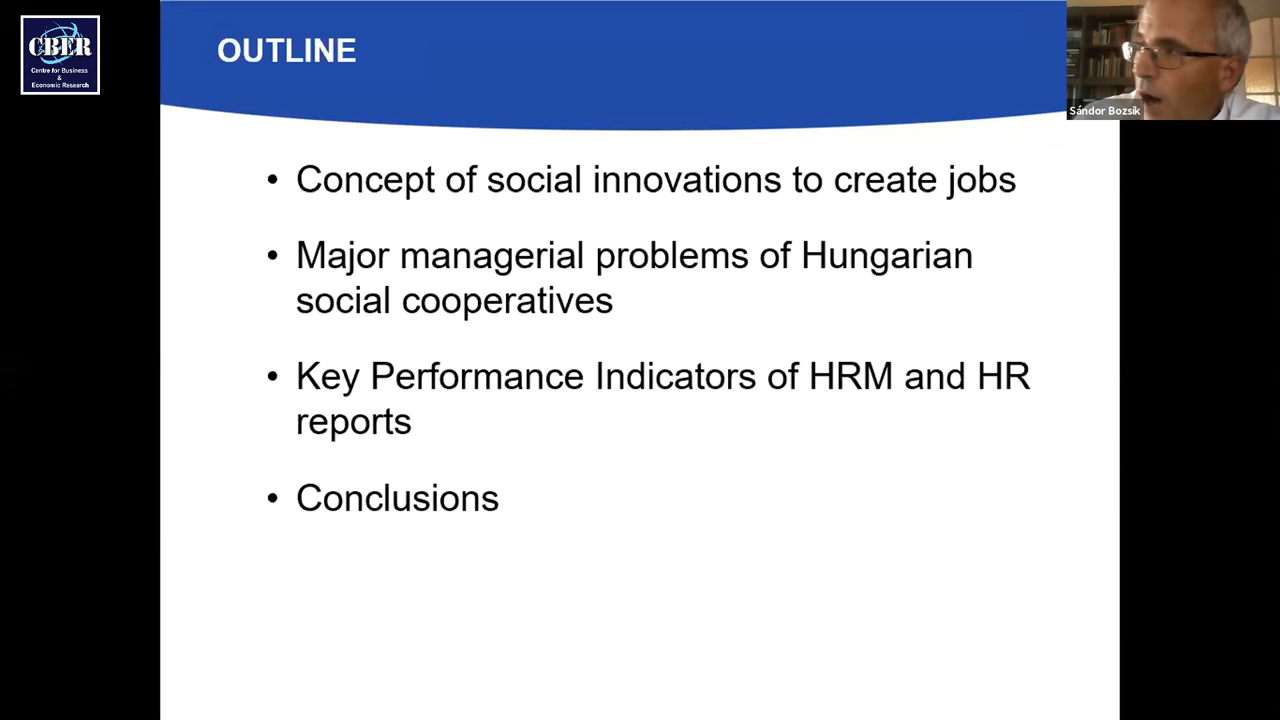 CBER
Centre for Business
&
Economic Research
OUTLINE
Sándor Bozsik
• Concept of social innovations to create jobs
• Major managerial problems of Hungarian
social cooperatives
• Key Performance Indicators of HRM and HR
reports
• Conclusions